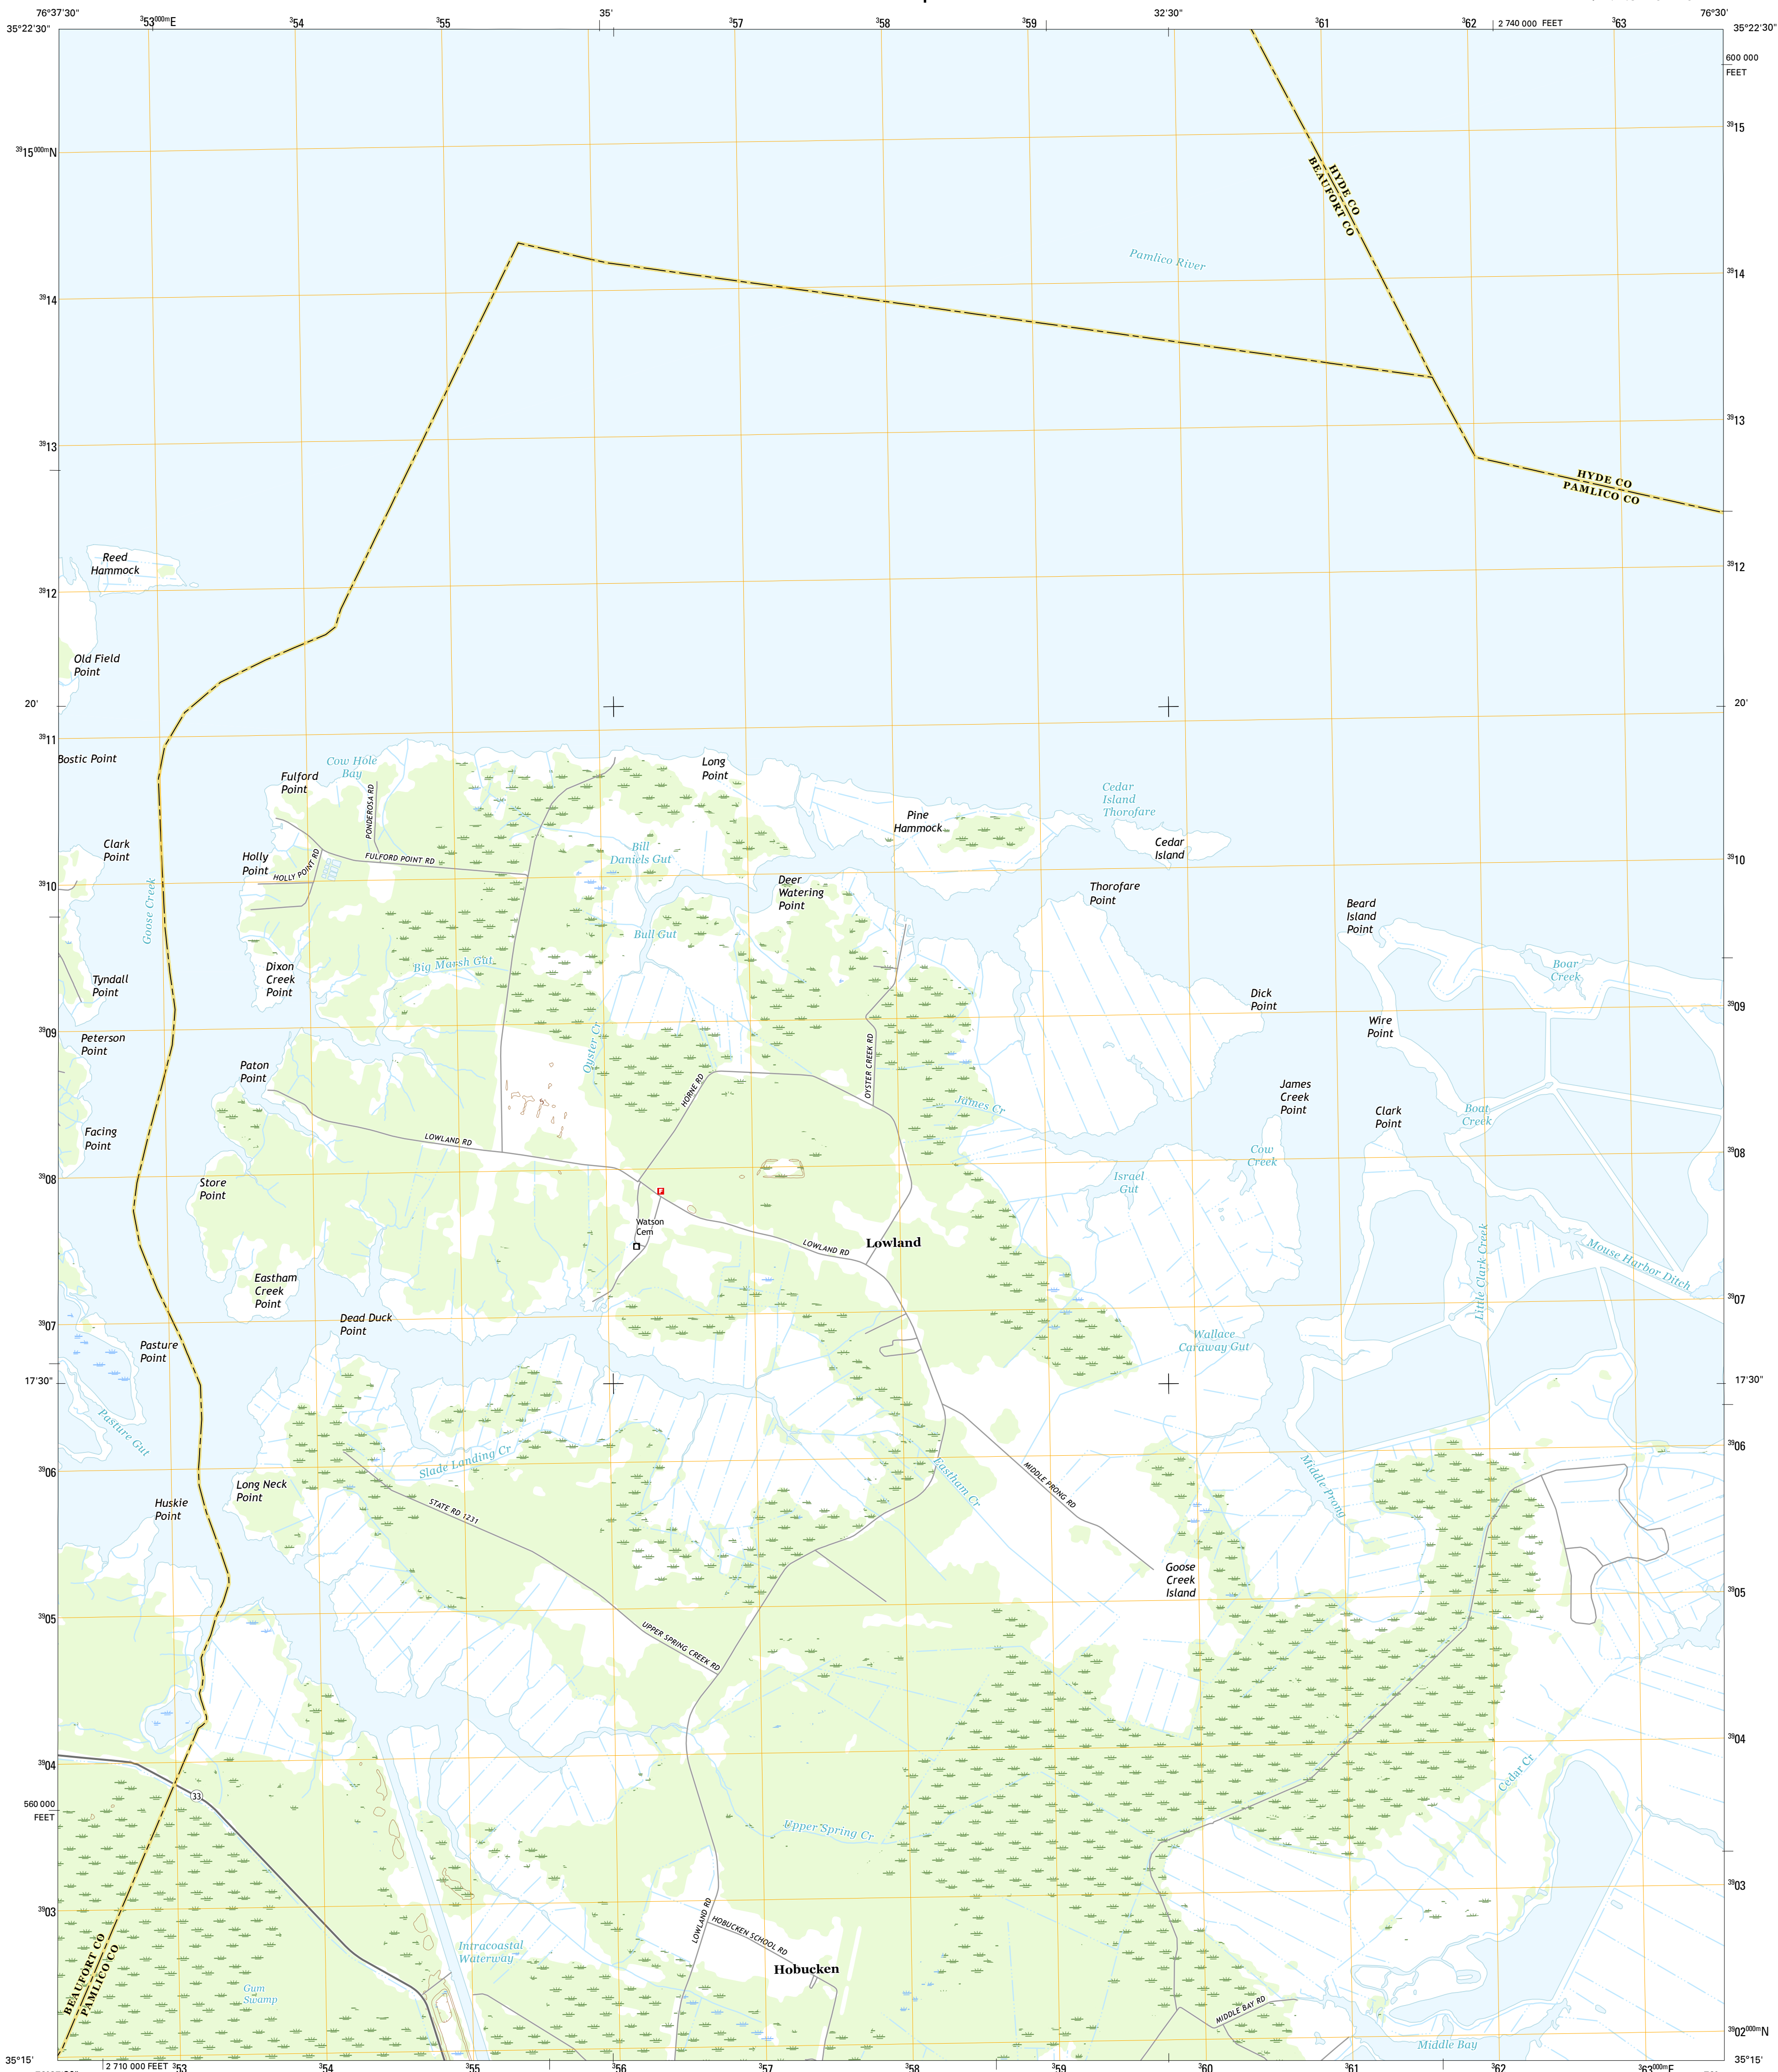 76°37'30"
353000mE
354
355
35'
357
358
359
32'30"
361
362
2 740 000 FEET
363
76°30'
35°22'30"
35°22'30"
600 000
FEET
3915000mN
3915
HYDE CO
BEAUFORT CO
Pamlico River
3914
3914
3913
3913
HYDE CO
PAMLICO CO
Reed
Hammock
3912
3912
Old Field
Point
20'
20'
3911
3911
Bostic Point
Cow Hole
Bay
Long
Point
Fulford
Point
PONDEROSA RD
Cedar
Island
Thorofare
Pine
Hammock
Clark
Point
Holly
Point
HOLLY POINT RD
FULFORD POINT RD
Bill
Daniels Gut
Cedar
Island
3910
3910
Goose Creek
Deer
Watering
Point
Thorofare
Point
Beard
Island
Point
Bull Gut
Big Marsh Gut
Dixon
Creek
Point
Boar
Creek
Tyndall
Point
Dick
Point
3909
3909
Wire
Point
Peterson
Point
Oyster Cr
OYSTER CREEK RD
Paton
Point
HORNE RD
James Cr
James
Creek
Point
Clark
Point
Boat
Creek
Facing
Point
LOWLAND RD
3908
3908
Cow
Creek
Israel
Gut
Store
Point
F
Watson
Cem
LOWLAND RD
Lowland
Little Clark Creek
Mouse Harbor Ditch
Eastham
Creek
Point
3907
3907
Dead Duck
Point
Pasture
Point
Wallace
Caraway Gut
17'30"
17'30"
Pasture Gut
3906
3906
Slade Landing Cr
Eastham Cr
Middle Prong
MIDDLE PRONG RD
Long Neck
Point
Huskie
Point
STATE RD 1231
Goose
Creek
Island
3905
3905
UPPER SPRING CREEK RD
3904
3904
Cedar Cr
33
560 000
FEET
Upper Spring Cr
3903
3903
LOWLAND RD
HOBUCKEN SCHOOL RD
BEAUFORT CO
PAMLICO CO
Intracoastal
Waterway
Hobucken
Gum
Swamp
MIDDLE BAY RD
Middle Bay
3902000mN
35°15'
35°15'
2 710 000 FEET
353
354
355
356
357
358
359
360
361
362
363000mE